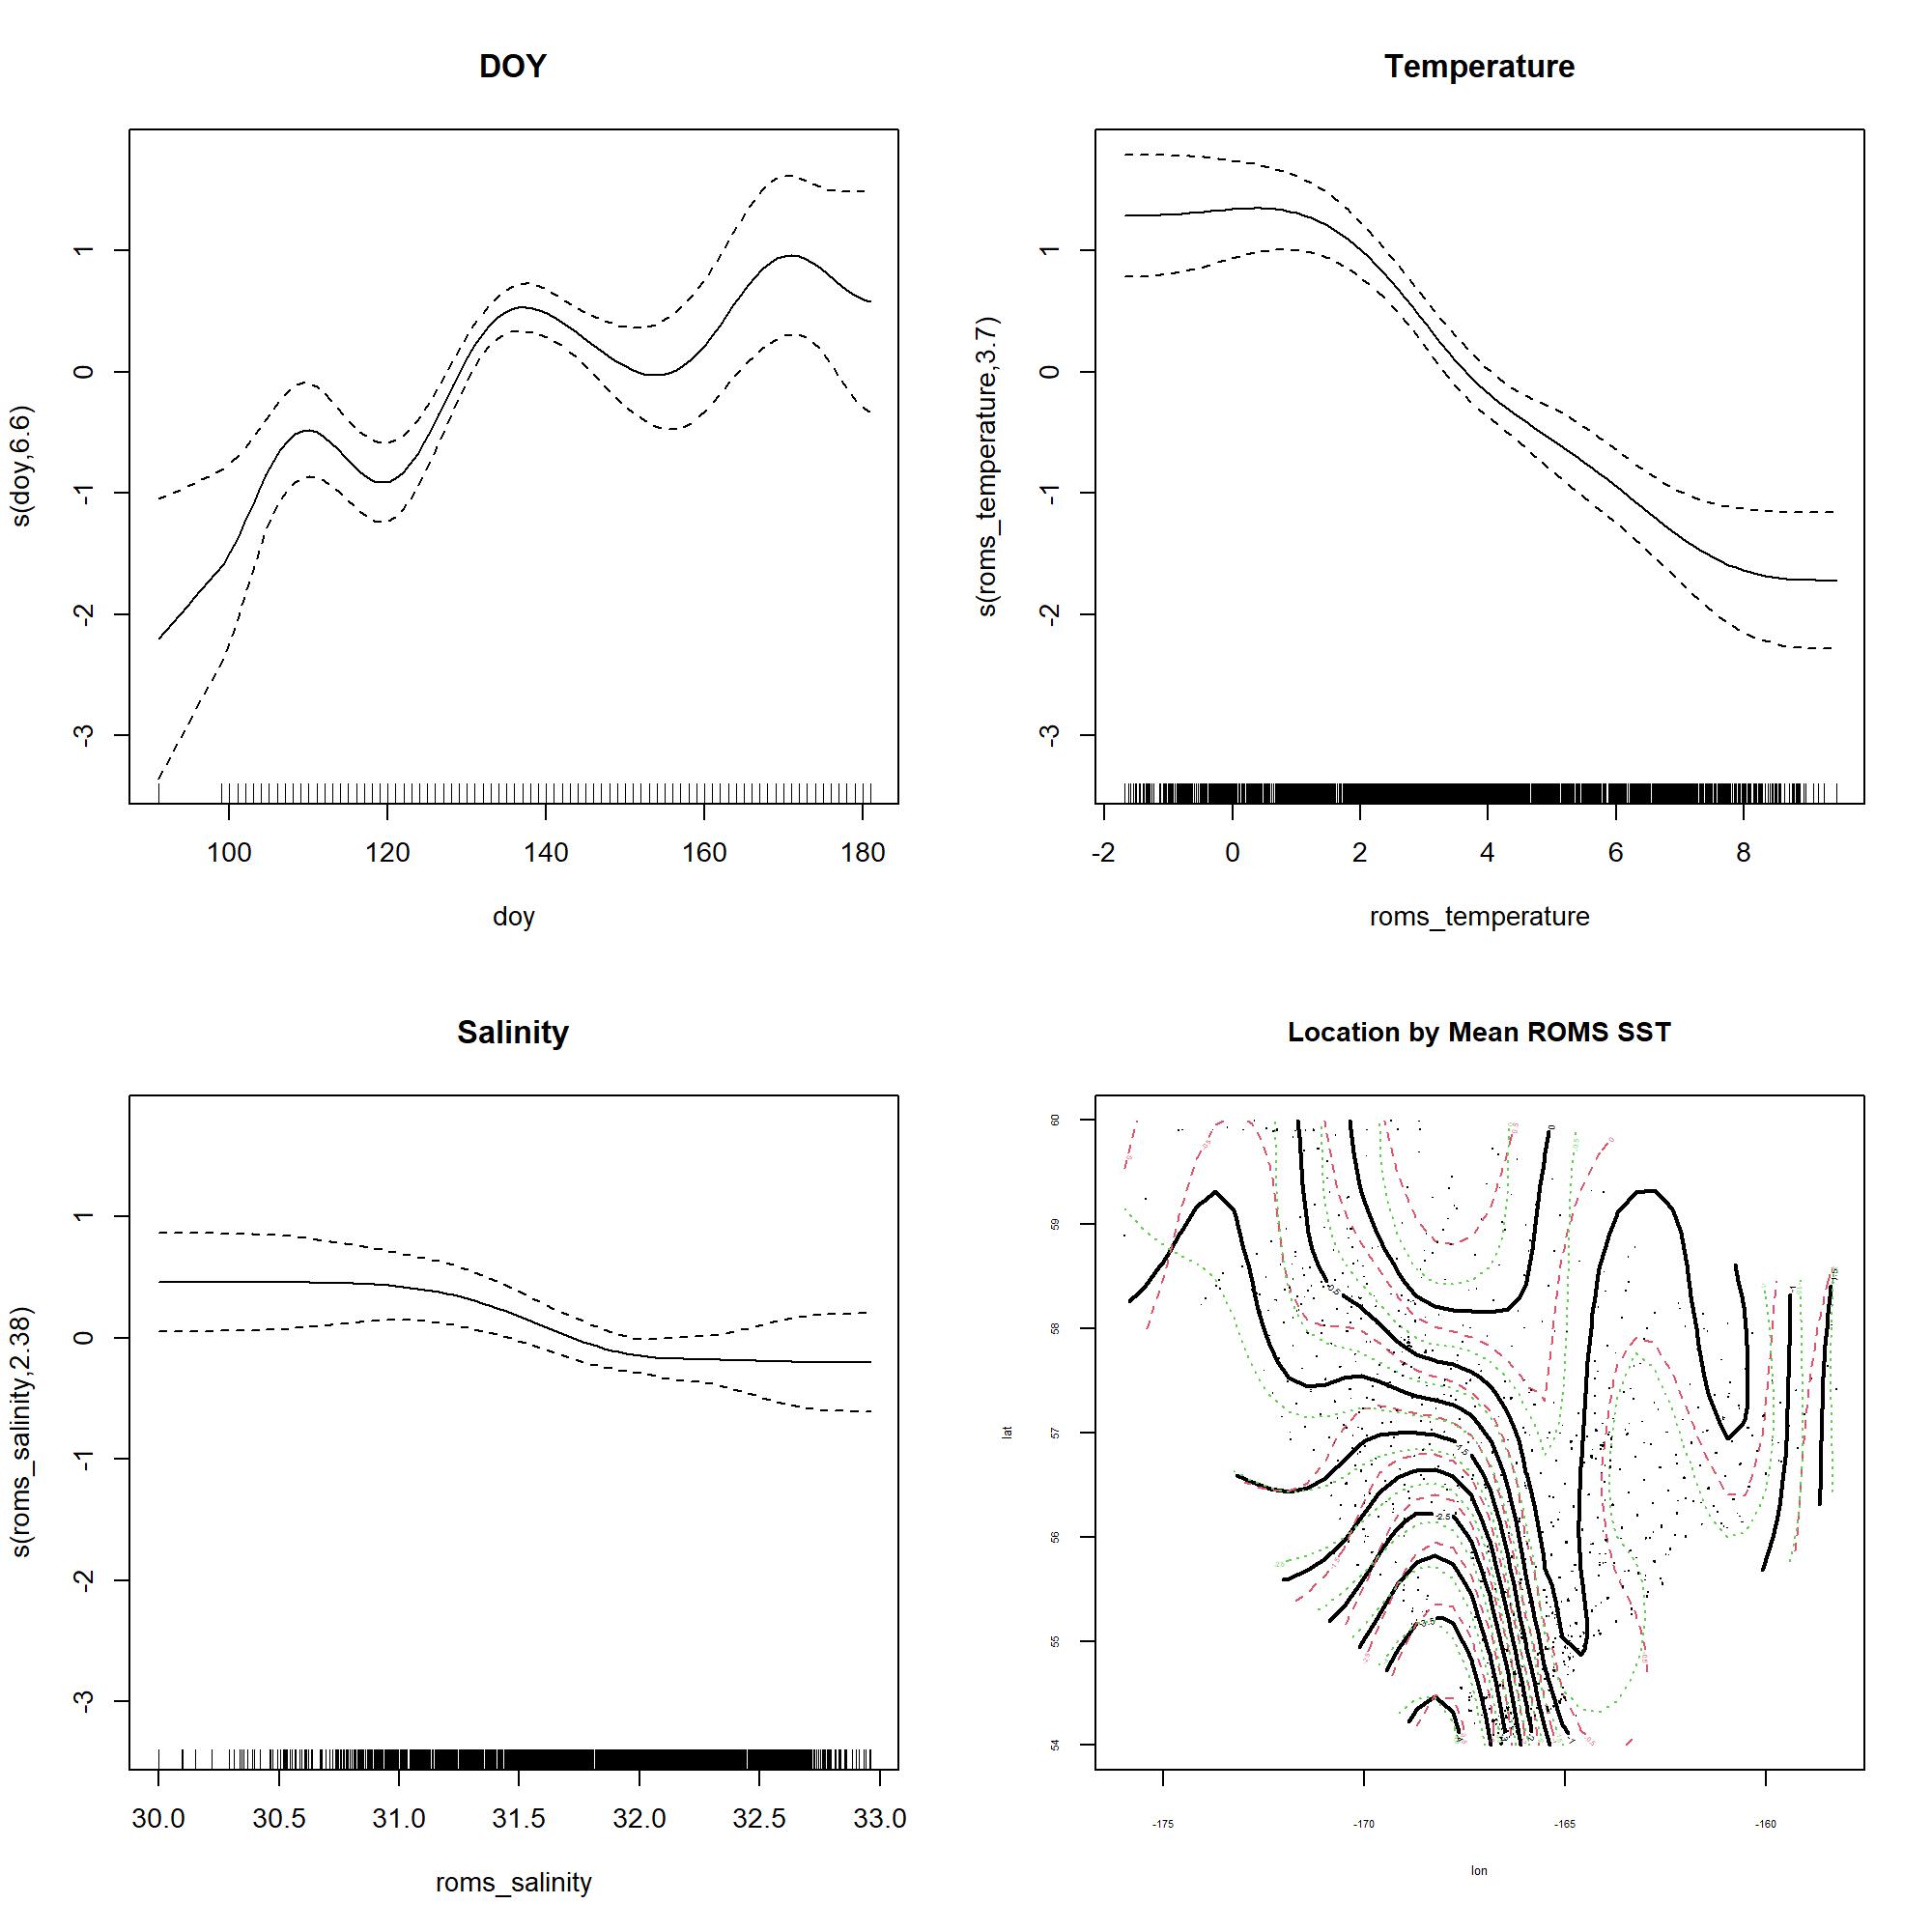 DOY
s(doy,6.6)
1
0
-1
-2
-3
100 120 140 160 180
doy
Temperature
s(roms_temperature,3.7)
1
0
-1
-2
-3
-2 0 2 4 6 8
roms_temperature
Salinity
s(roms_salinity,2.38)
1
0
-1
-2
-3
30.0 30.5 31.0 31.5 32.0 32.5 33.0
roms_salinity
Location by Mean ROMS SST
lat
60
59
58
57
56
55
54
-175 -170 -165 -160
lon